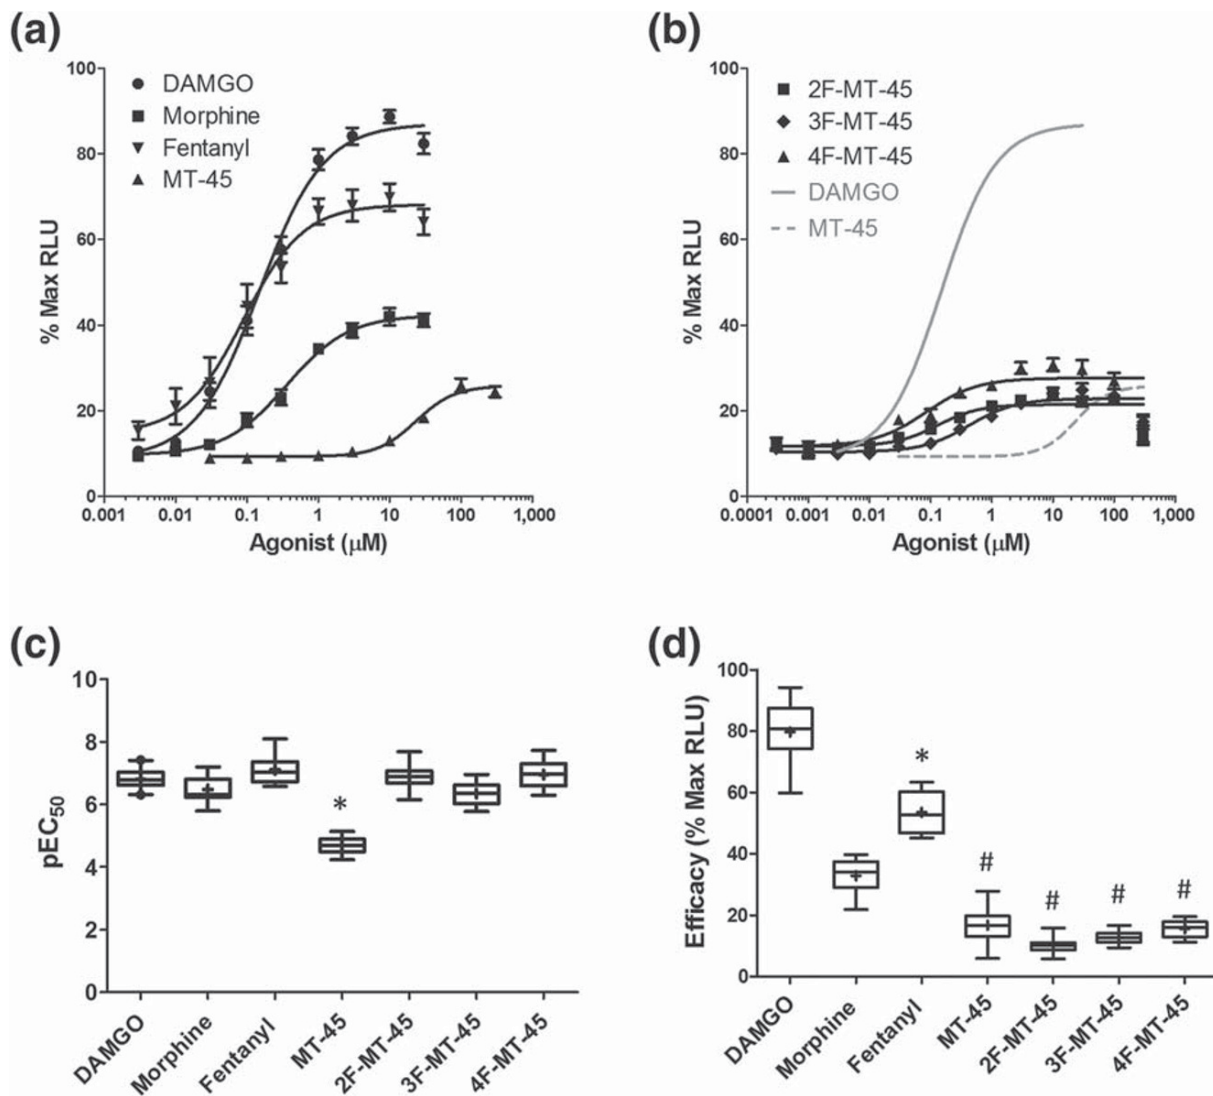 (a)
100
80
60
40
20
0
% Max RLU
DAMGO
Morphine
Fentanyl
MT-45
0.001 0.01 0.1 1 10 100 1,000
Agonist (μM)
(b)
100
80
60
40
20
0
% Max RLU
2F-MT-45
3F-MT-45
4F-MT-45
DAMGO
MT-45
0.0001 0.001 0.01 0.1 1 10 100 1,000
Agonist (μM)
(c)
10
8
6
4
2
0
pEC50
*
DAMGO
Morphine
Fentanyl
MT-45
2F-MT-45
3F-MT-45
4F-MT-45
(d)
100
80
60
40
20
0
Efficacy (% Max RLU)
*
# # # #
DAMGO
Morphine
Fentanyl
MT-45
2F-MT-45
3F-MT-45
4F-MT-45